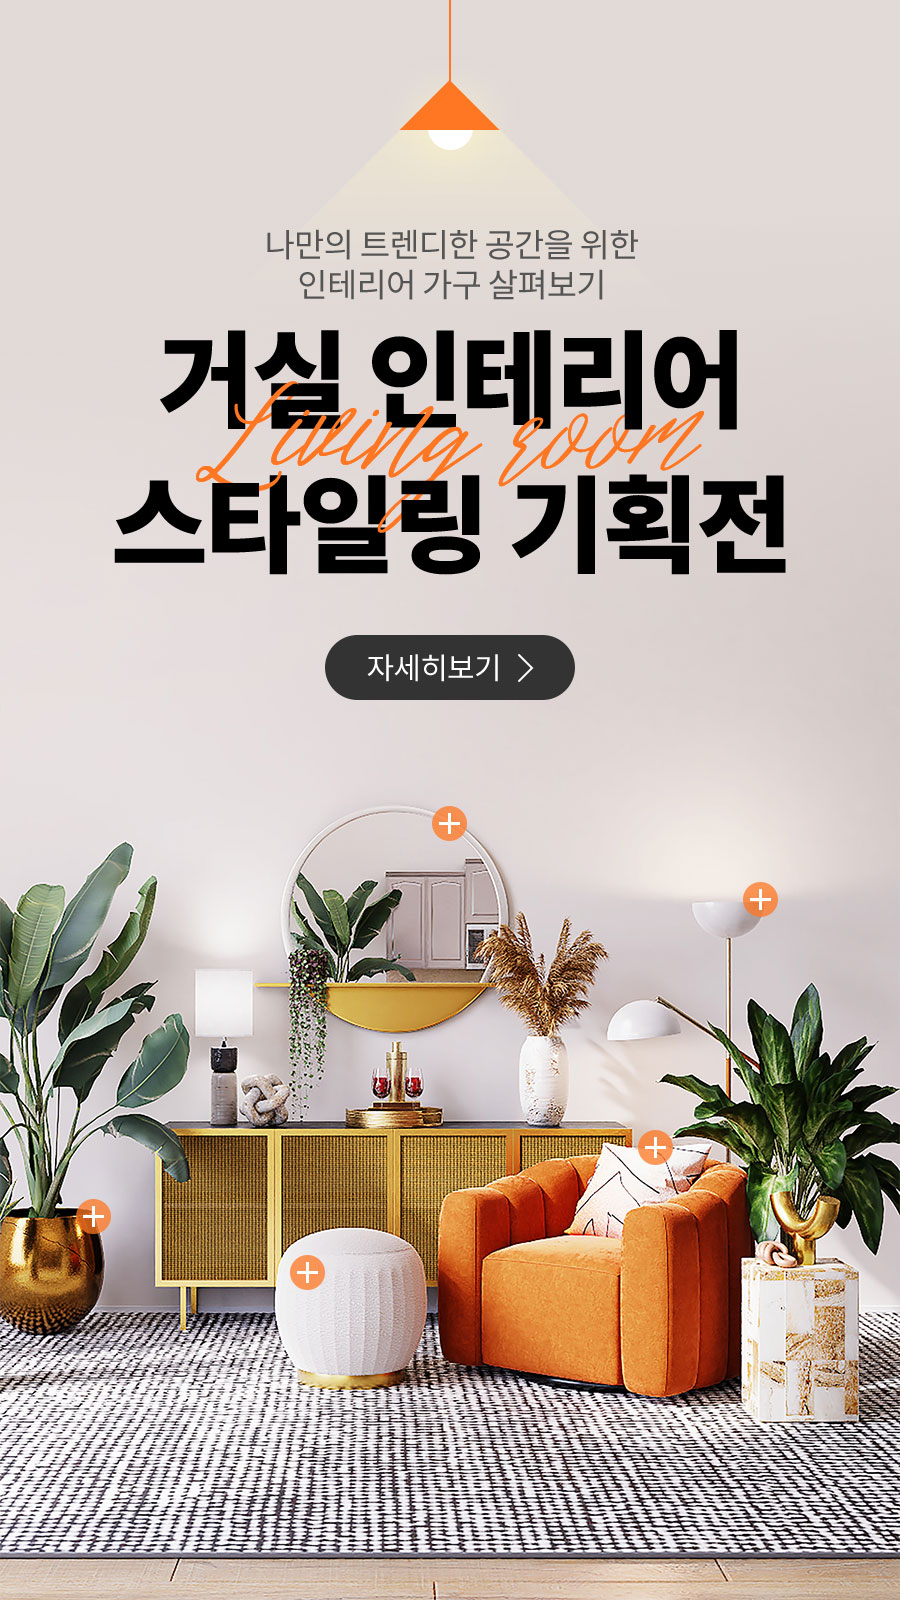 나만의 트렌디한 공간을 위한
인테리어 가구 살펴보기
거실 인테리어
Living room
스타일링 기획전
자세히보기